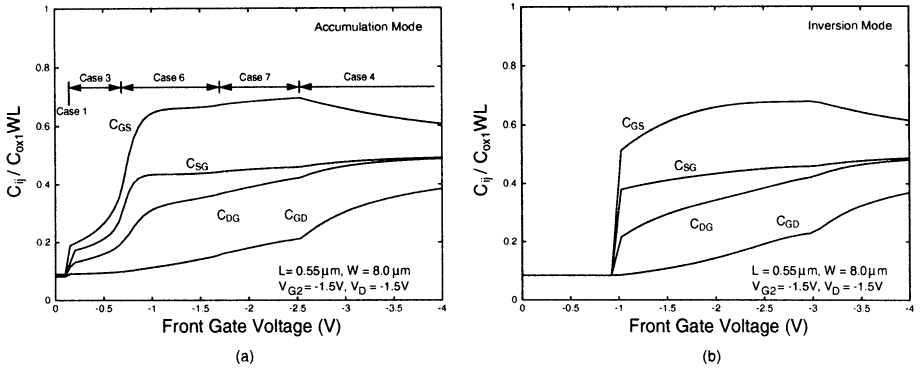 Accumulation Mode
C_ij / C_ox1 WL
1
0.8
0.6
0.4
0.2
0
Case 1
Case 3
Case 6
Case 7
Case 4
C_GS
C_SG
C_DG
C_GD
L= 0.55 μm, W= 8.0 μm
V_G2= -1.5V, V_D= -1.5V
0 -0.5 -1 -1.5 -2 -2.5 -3 -3.5 -4
Front Gate Voltage (V)
(a)
Inversion Mode
C_ij / C_ox1 WL
1
0.8
0.6
0.4
0.2
0
C_GS
C_SG
C_DG
C_GD
L= 0.55 μm, W= 8.0 μm
V_G2= -1.5V, V_D= -1.5V
0 -0.5 -1 -1.5 -2 -2.5 -3 -3.5 -4
Front Gate Voltage (V)
(b)